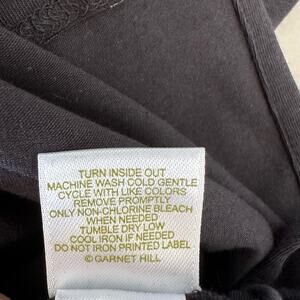 TURN INSIDE OUT
MACHINE WASH COLD GENTLE
CYCLE WITH LIKE COLORS
REMOVE PROMPTLY
ONLY NON-CHLORINE BLEACH
WHEN NEEDED
TUMBLE DRY LOW
COOL IRON IF NEEDED
DO NOT IRON PRINTED LABEL
© GARNET HILL